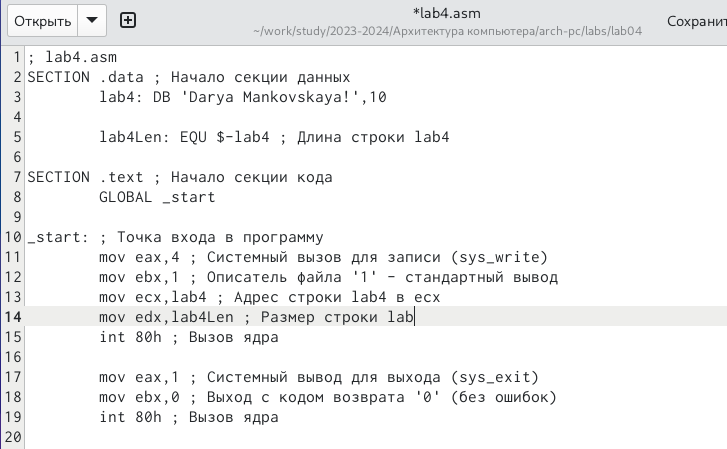 Открыть
*lab4.asm
~/work/study/2023-2024/Архитектура компьютера/arch-pc/labs/lab04
Сохранит
1 ; lab4.asm
2 SECTION .data ; Начало секции данных
3 lab4: DB 'Darya Mankovskaya!',10
4
5 lab4Len: EQU $-lab4 ; Длина строки lab4
6
7 SECTION .text ; Начало секции кода
8 GLOBAL _start
9
10 _start: ; Точка входа в программу
11 mov eax,4 ; Системный вызов для записи (sys_write)
12 mov ebx,1 ; Описатель файла '1' - стандартный вывод
13 mov ecx,lab4 ; Адрес строки lab4 в ecx
14 mov edx,lab4Len ; Размер строки lab
15 int 80h ; Вызов ядра
16
17 mov eax,1 ; Системный вывод для выхода (sys_exit)
18 mov ebx,0 ; Выход с кодом возврата '0' (без ошибок)
19 int 80h ; Вызов ядра
20